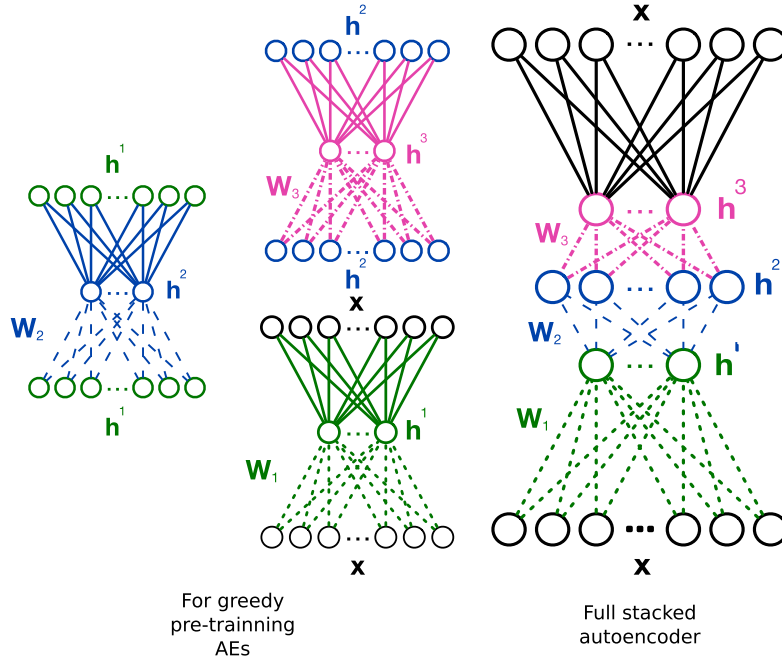 h¹
h²
W₂
h¹
h²
h³
W₃
h²
x
h¹
W₁
x
For greedy
pre-trainning
AEs
x
h³
W₃
h²
W₂
h'
W₁
x
Full stacked
autoencoder